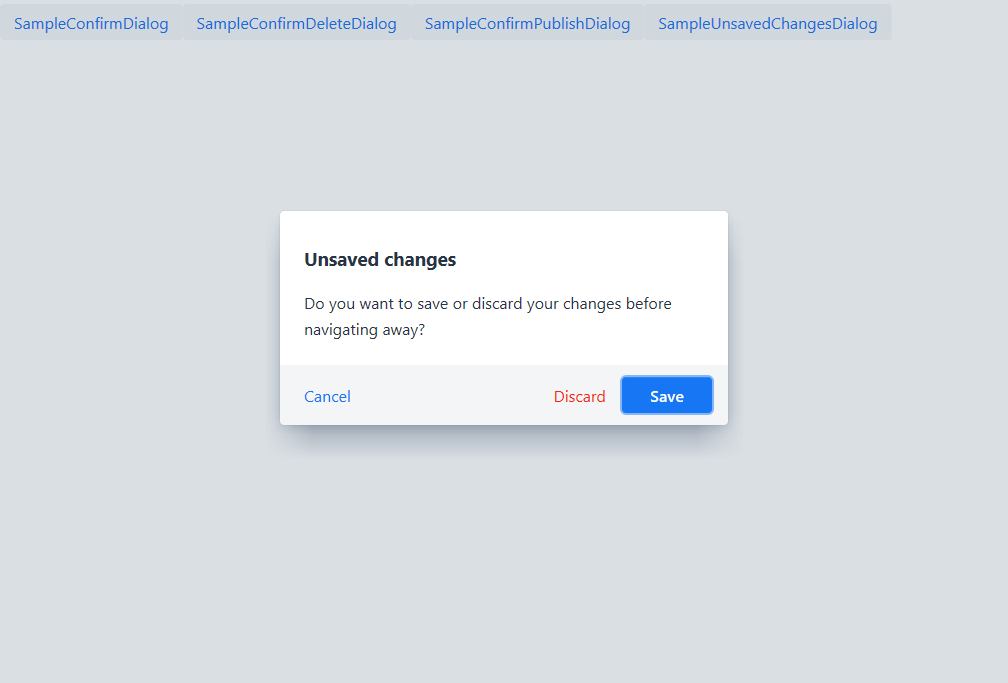 SampleConfirmDialog SampleConfirmDeleteDialog SampleConfirmPublishDialog SampleUnsavedChangesDialog
Unsaved changes
Do you want to save or discard your changes before
navigating away?
Cancel Discard Save